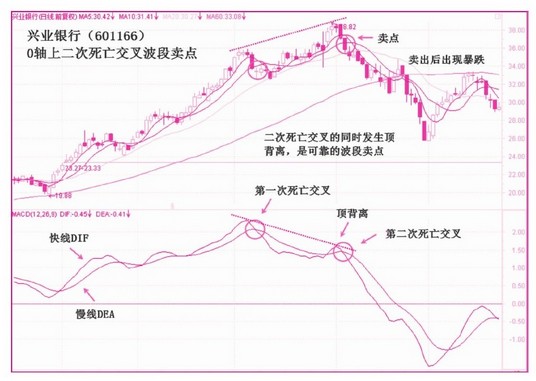 兴业银行(日线 前复权) MA5:30.42↓ MA10:31.41↓ MA20:30.27 MA60:33.08↑
兴业银行（601166）
0轴上二次死亡交叉波段卖点
38.82
卖点
卖出后出现暴跌
二次死亡交叉的同时发生顶
背离，是可靠的波段卖点
23.27-23.33
19.88
38.00
36.00
34.00
32.00
30.00
28.00
26.00
24.00
22.00
20.00
MACD(12,26,9) DIF:-0.45↓ DEA:-0.41↓
第一次死亡交叉
顶背离
第二次死亡交叉
快线DIF
慢线DEA
2.00
1.50
1.00
0.50
0.00
-0.50
-1.00